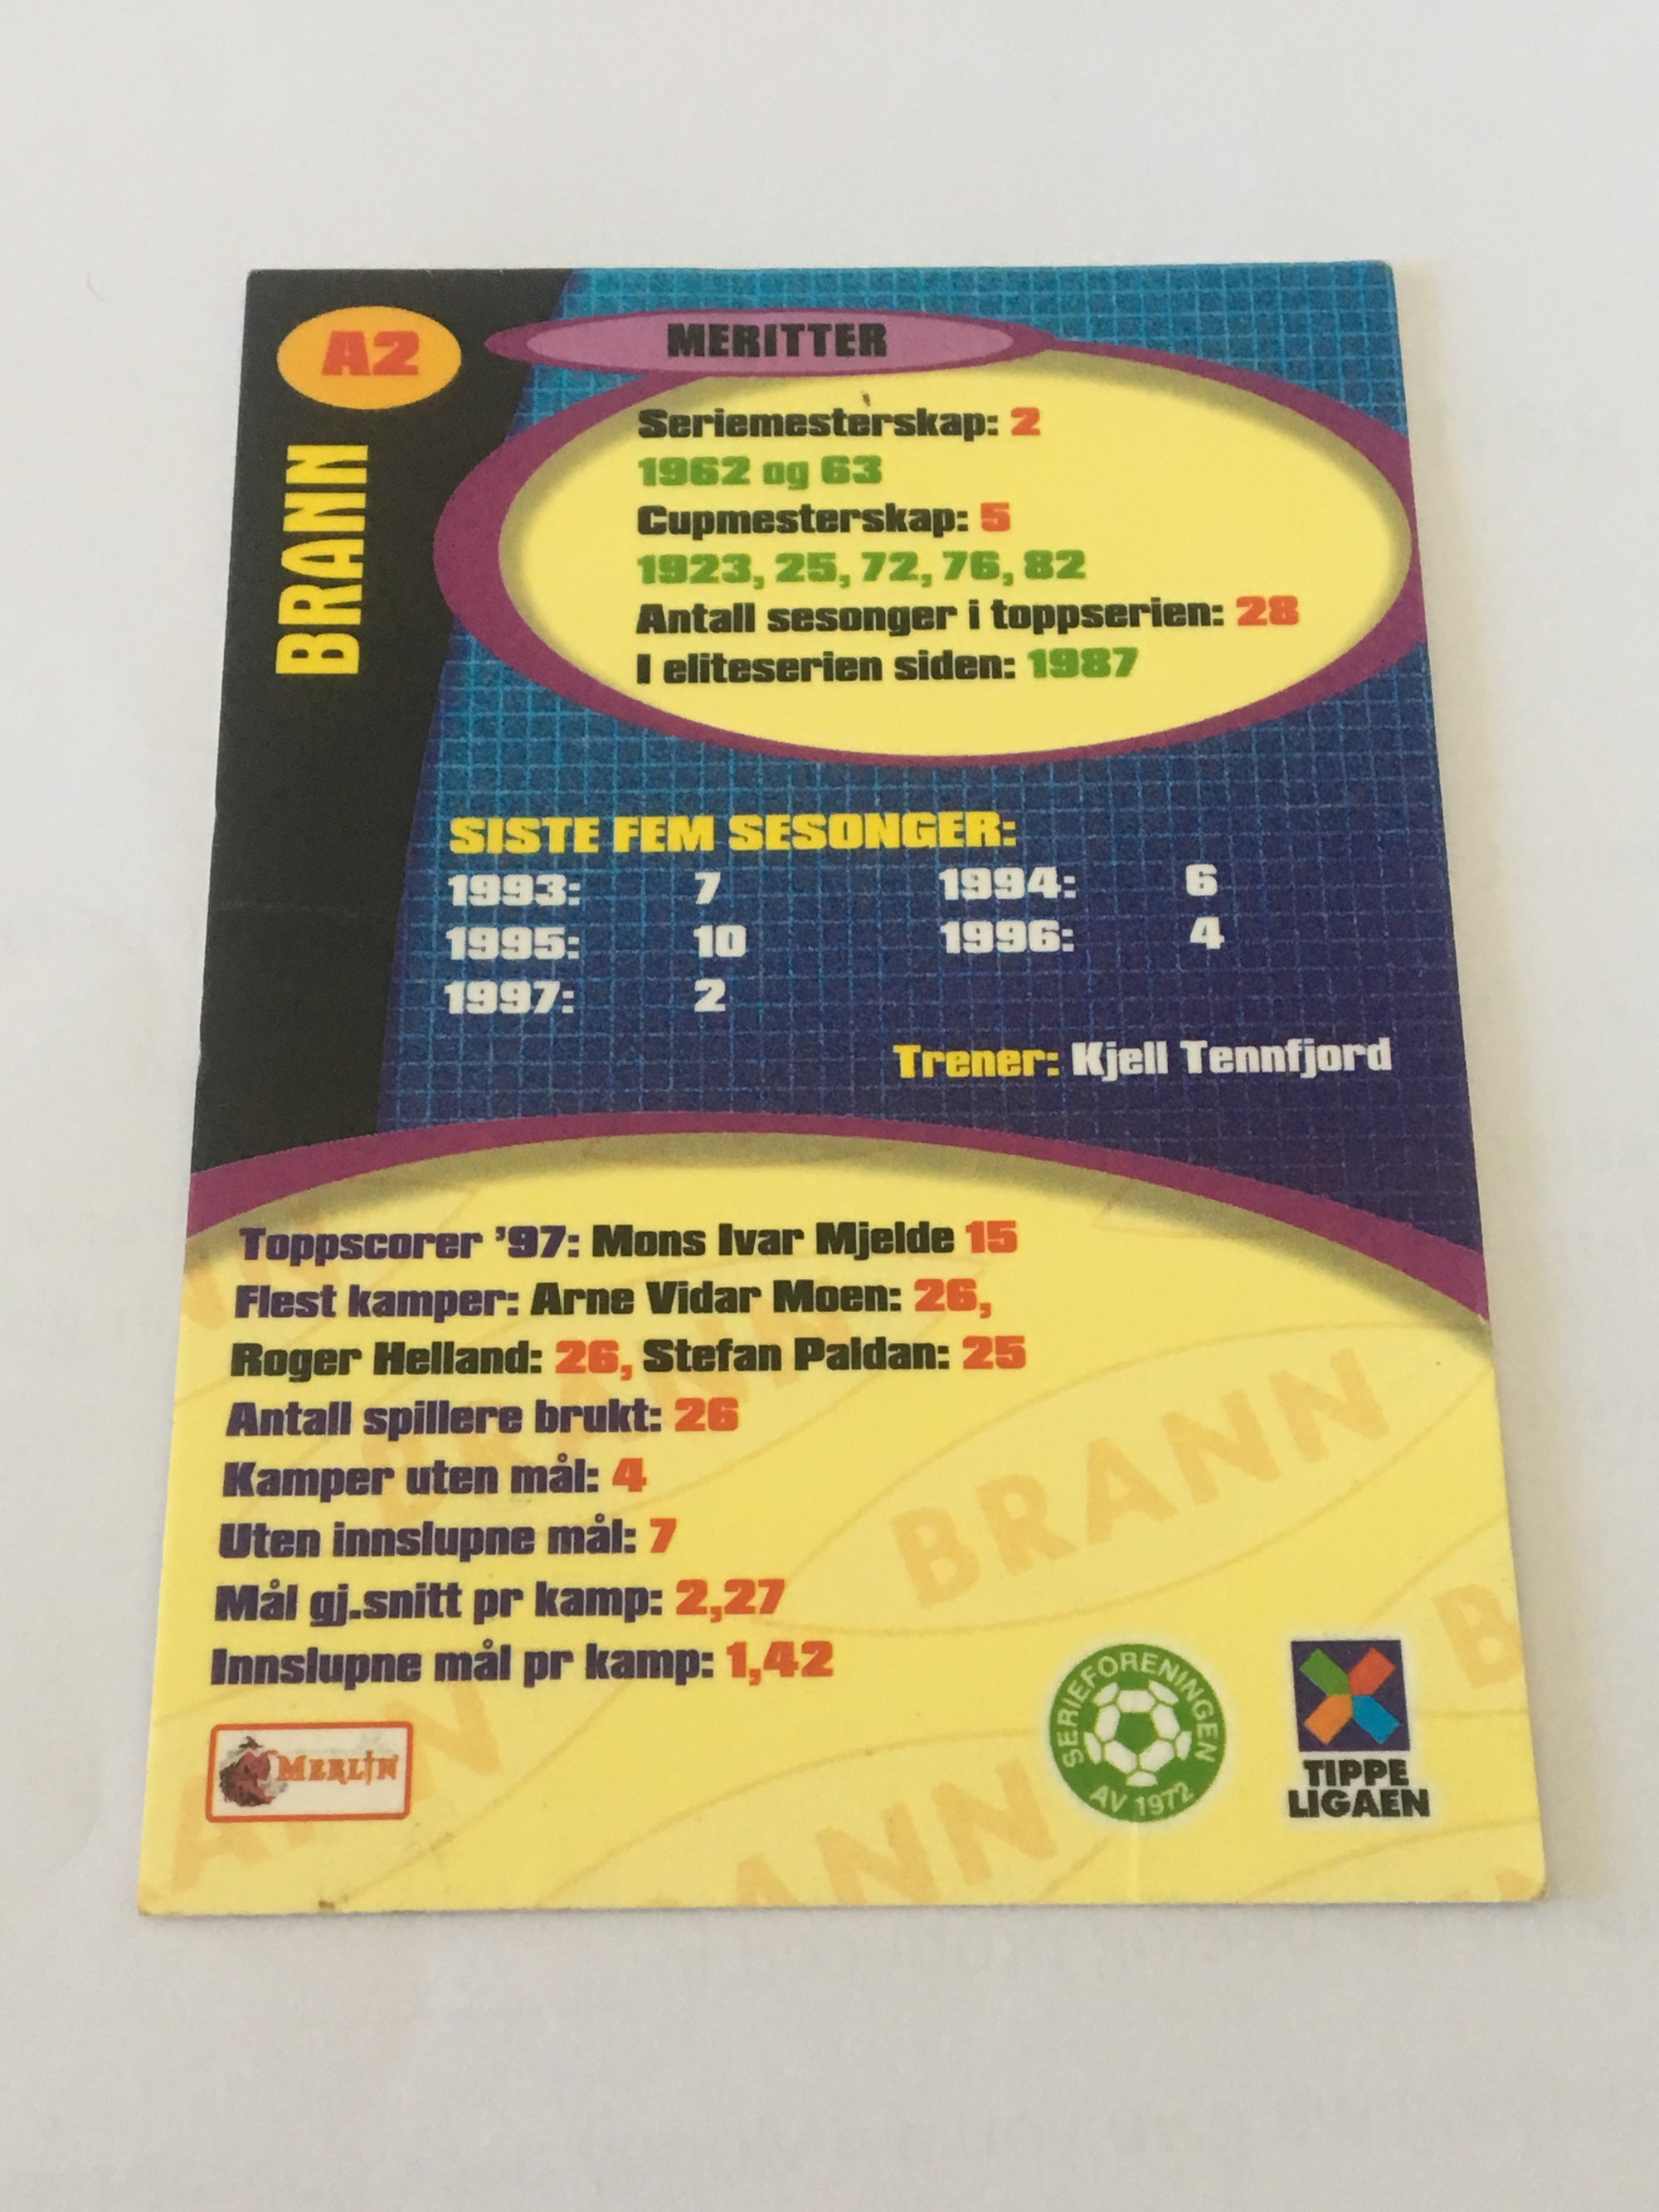 A2
BRANN
MERITTER
Seriemesterskap: 2
1962 og 63
Cupmesterskap: 5
1923, 25, 72, 76, 82
Antall sesonger i toppserien: 28
I eliteserien siden: 1987
SISTE FEM SESONGER:
1993: 7 1994: 6
1995: 10 1996: 4
1997: 2
Trener: Kjell Tennfjord
Toppscorer '97: Mons Ivar Mjelde 15
Flest kamper: Arne Vidar Moen: 26,
Roger Helland: 26, Stefan Paldan: 25
Antall spillere brukt: 26
Kamper uten mål: 4
Uten innslupne mål: 7
Mål gj.snitt pr kamp: 2,27
Innslupne mål pr kamp: 1,42
BRANN
BRANN
MERLIN
SERIEFORENINGEN
AV 1972
TIPPE
LIGAEN